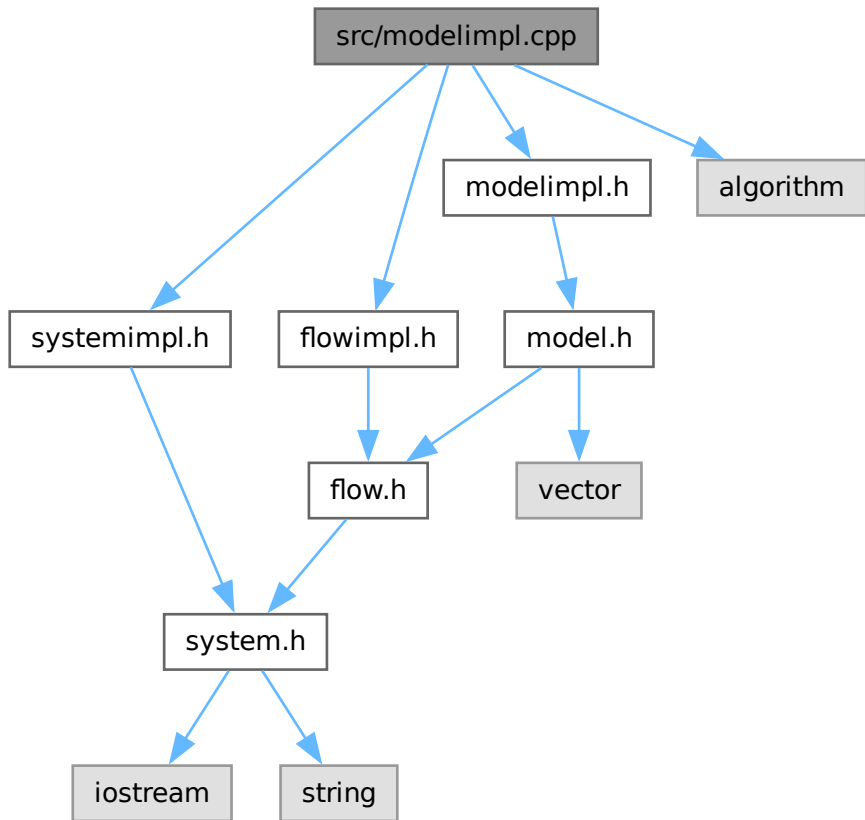 src/modelimpl.cpp
modelimpl.h
algorithm
systemimpl.h
flowimpl.h
model.h
flow.h
vector
system.h
iostream
string